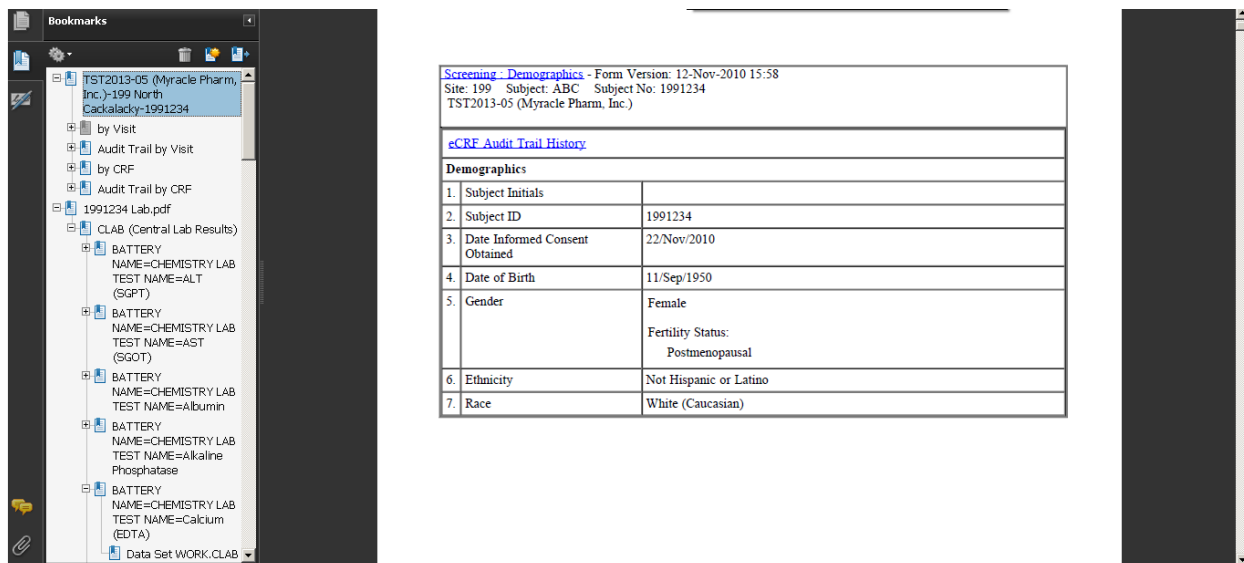 Bookmarks
TST2013-05 (Myracle Pharm,
Inc.)-199 North
Cackalacky-1991234
by Visit
Audit Trail by Visit
by CRF
Audit Trail by CRF
1991234 Lab.pdf
CLAB (Central Lab Results)
BATTERY
NAME=CHEMISTRY LAB
TEST NAME=ALT
(SGPT)
BATTERY
NAME=CHEMISTRY LAB
TEST NAME=AST
(SGOT)
BATTERY
NAME=CHEMISTRY LAB
TEST NAME=Albumin
BATTERY
NAME=CHEMISTRY LAB
TEST NAME=Alkaline
Phosphatase
BATTERY
NAME=CHEMISTRY LAB
TEST NAME=Calcium
(EDTA)
Data Set WORK.CLAB
Screening : Demographics - Form Version: 12-Nov-2010 15:58
Site: 199 Subject: ABC Subject No: 1991234
TST2013-05 (Myracle Pharm, Inc.)
eCRF Audit Trail History
Demographics
1. Subject Initials
2. Subject ID 1991234
3. Date Informed Consent 22/Nov/2010
Obtained
4. Date of Birth 11/Sep/1950
5. Gender Female
Fertility Status:
Postmenopausal
6. Ethnicity Not Hispanic or Latino
7. Race White (Caucasian)